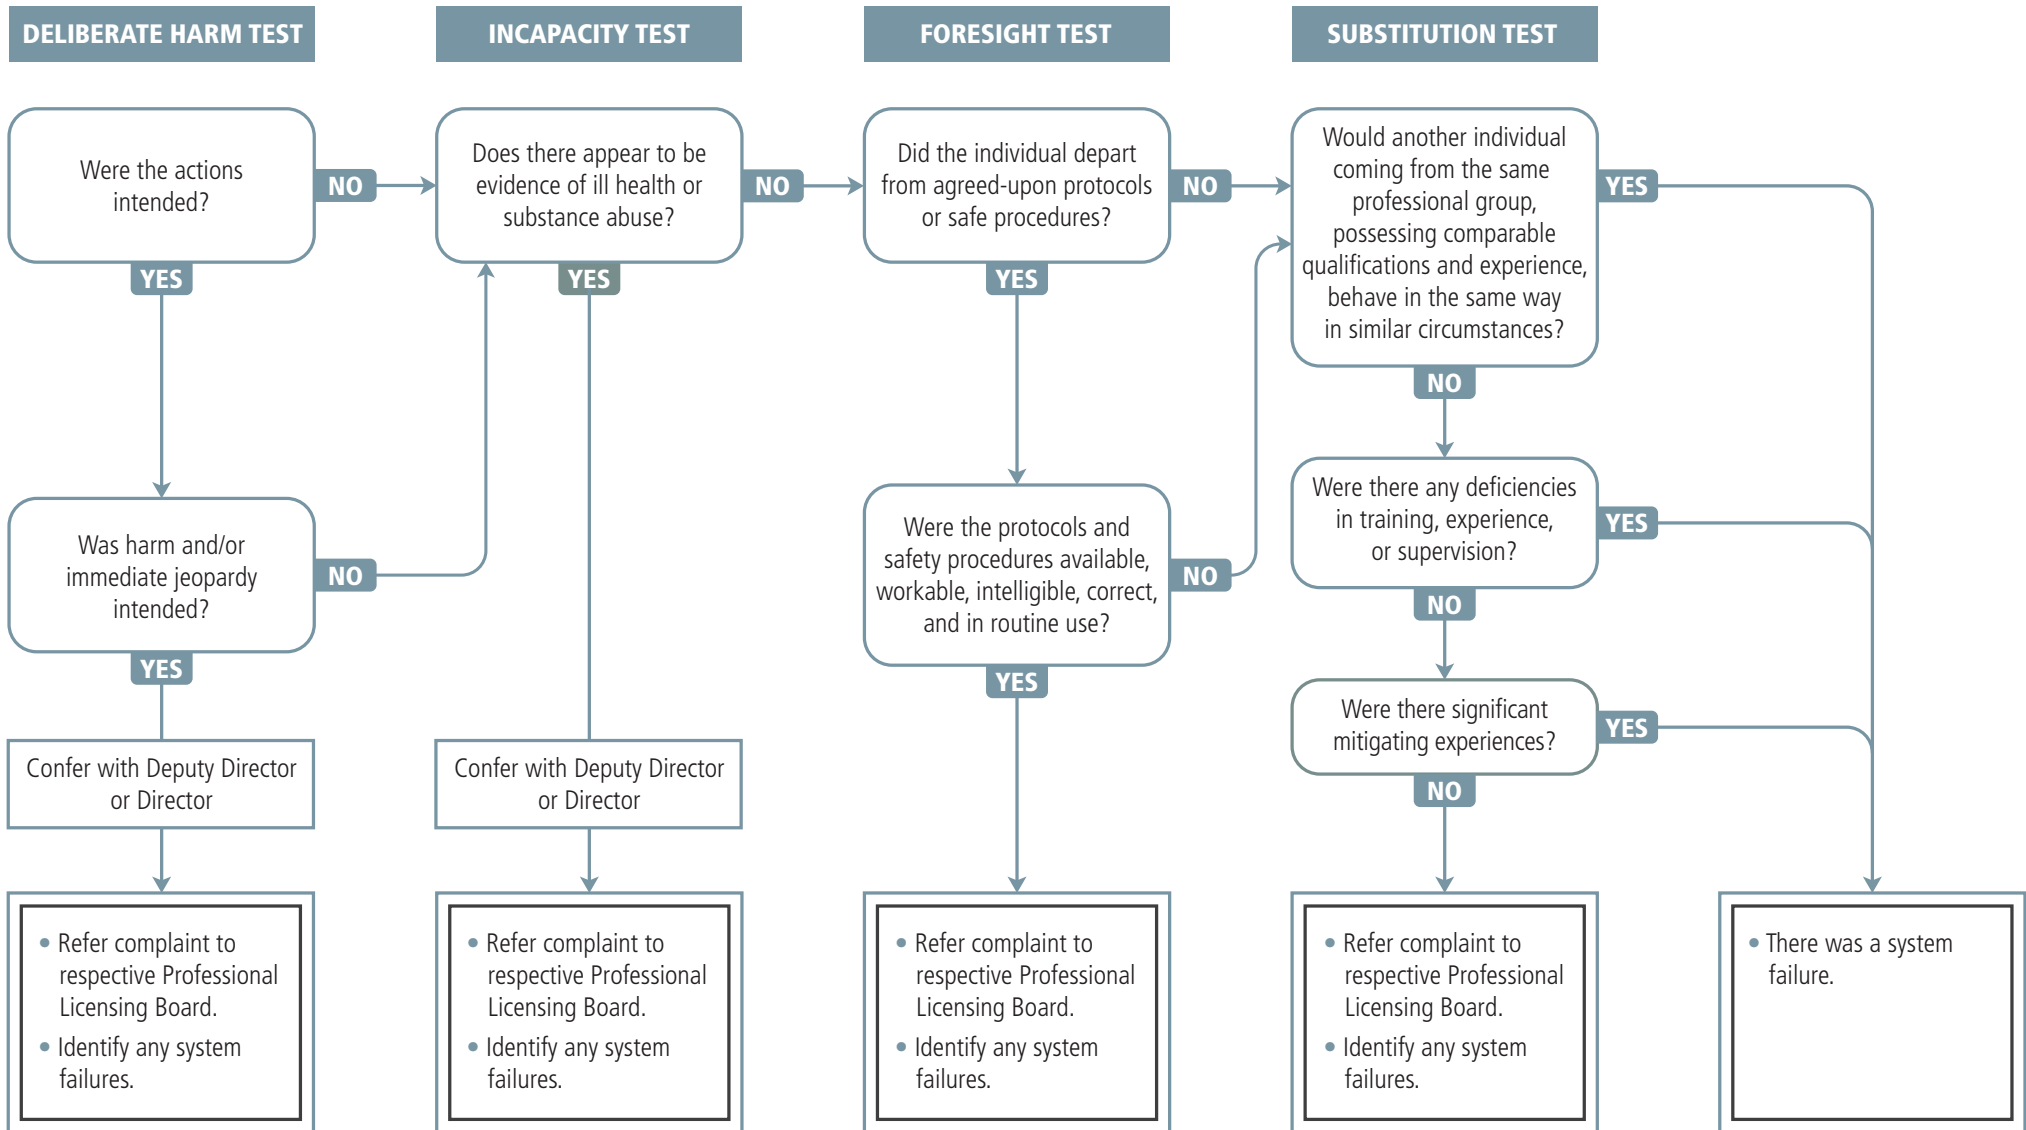 DELIBERATE HARM TEST
Were the actions
intended?
NO
YES
Was harm and/or
immediate jeopardy
intended?
NO
YES
Confer with Deputy Director
or Director
• Refer complaint to
respective Professional
Licensing Board.
• Identify any system
failures.
INCAPACITY TEST
Does there appear to be
evidence of ill health or
substance abuse?
NO
YES
Confer with Deputy Director
or Director
• Refer complaint to
respective Professional
Licensing Board.
• Identify any system
failures.
FORESIGHT TEST
Did the individual depart
from agreed-upon protocols
or safe procedures?
NO
YES
Were the protocols and
safety procedures available,
workable, intelligible, correct,
and in routine use?
NO
YES
• Refer complaint to
respective Professional
Licensing Board.
• Identify any system
failures.
SUBSTITUTION TEST
Would another individual
coming from the same
professional group,
possessing comparable
qualifications and experience,
behave in the same way
in similar circumstances?
YES
NO
Were there any deficiencies
in training, experience,
or supervision?
YES
NO
Were there significant
mitigating experiences?
YES
NO
• Refer complaint to
respective Professional
Licensing Board.
• Identify any system
failures.
• There was a system
failure.